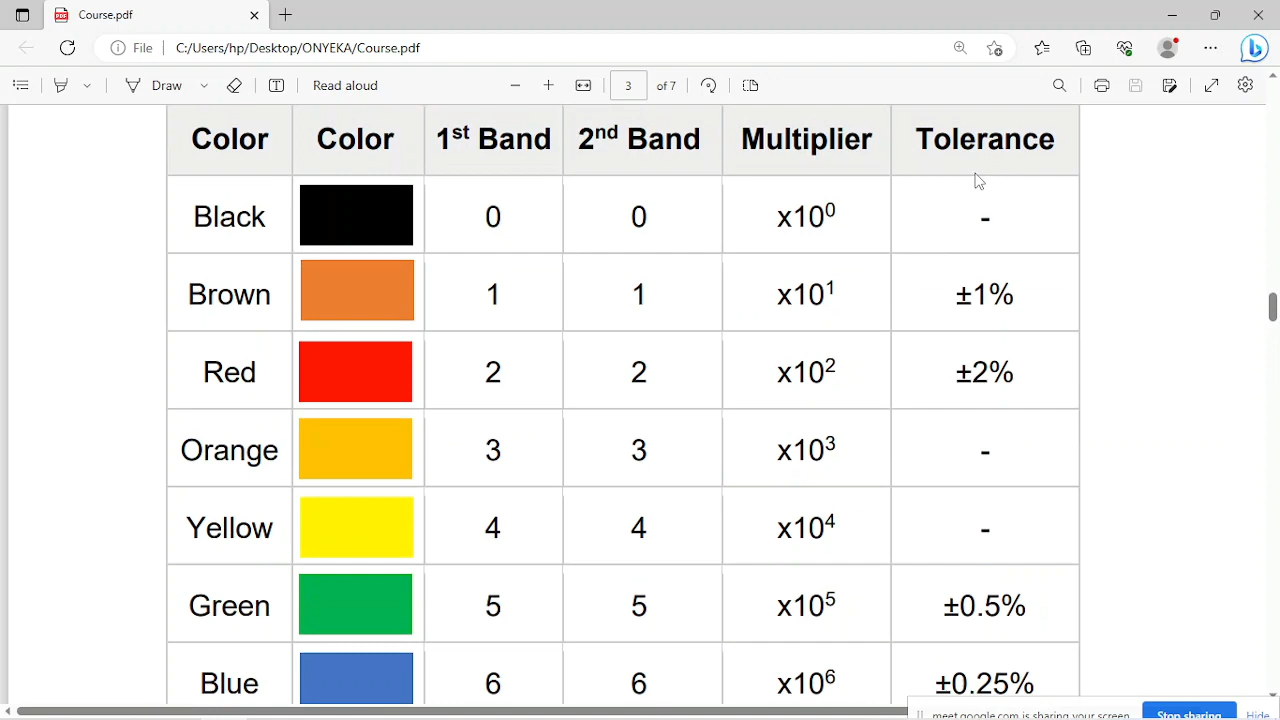 Course.pdf
File C:/Users/hp/Desktop/ONYEKA/Course.pdf
Draw Read aloud 3 of 7
Color Color 1st Band 2nd Band Multiplier Tolerance
Black 0 0 x10⁰ -
Brown 1 1 x10¹ ±1%
Red 2 2 x10² ±2%
Orange 3 3 x10³ -
Yellow 4 4 x10⁴ -
Green 5 5 x10⁵ ±0.5%
Blue 6 6 x10⁶ ±0.25%
meet.google.com is sharing your screen. Stop sharing Hide